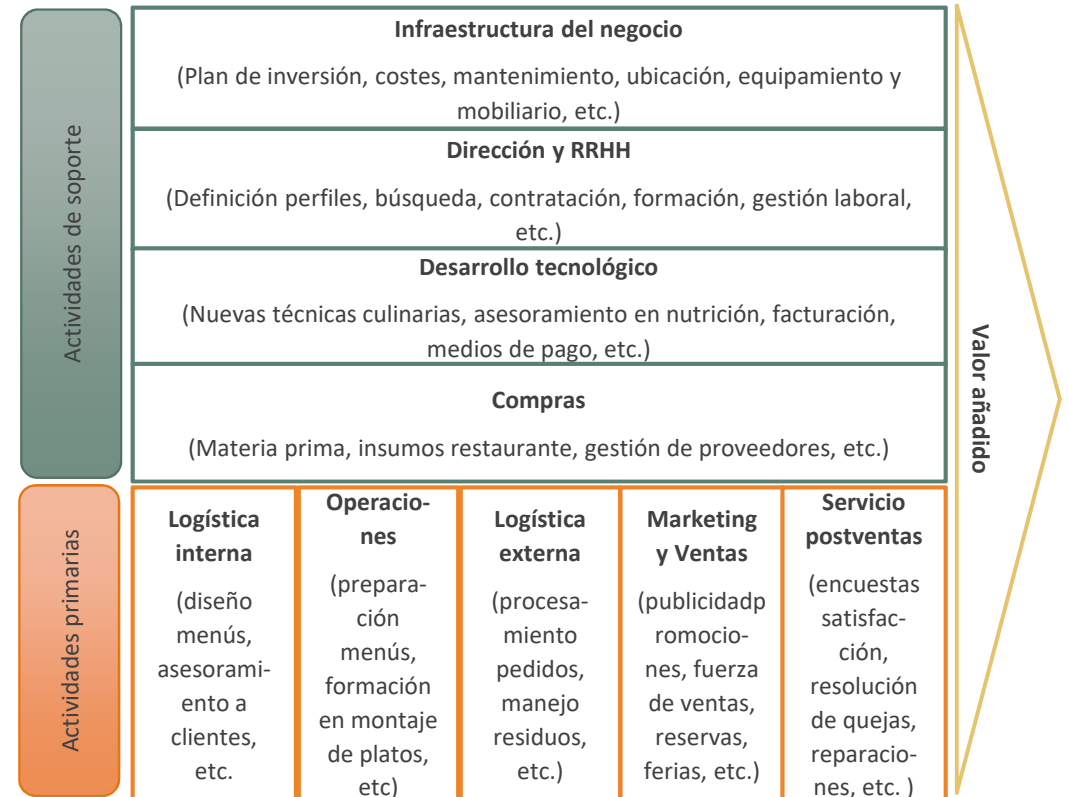 Actividades de soporte
Infraestructura del negocio
(Plan de inversión, costes, mantenimiento, ubicación, equipamiento y
mobiliario, etc.)
Dirección y RRHH
(Definición perfiles, búsqueda, contratación, formación, gestión laboral,
etc.)
Desarrollo tecnológico
(Nuevas técnicas culinarias, asesoramiento en nutrición, facturación,
medios de pago, etc.)
Compras
(Materia prima, insumos restaurante, gestión de proveedores, etc.)
Actividades primarias
Logística
interna
(diseño
menús,
asesorami-
ento a
clientes,
etc.
Operacio-
nes
(prepara-
ción
menús,
formación
en montaje
de platos,
etc)
Logística
externa
(procesa-
miento
pedidos,
manejo
residuos,
etc.)
Marketing
y Ventas
(publicidadp
romocio-
nes, fuerza
de ventas,
reservas,
ferias, etc.)
Servicio
postventas
(encuestas
satisfac-
ción,
resolución
de quejas,
reparacio-
nes, etc. )
Valor añadido